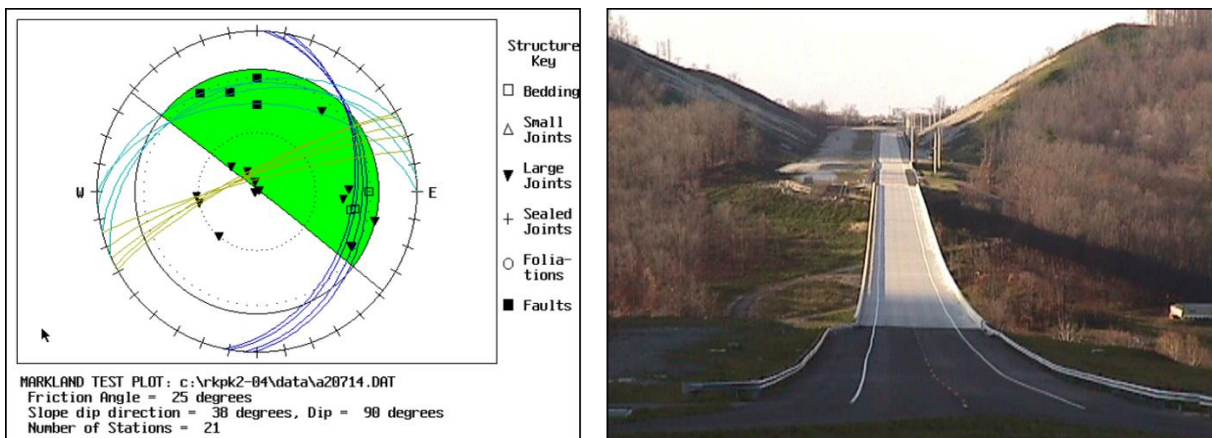 Structure
Key
Bedding
Small
Joints
Large
Joints
Sealed
Joints
Folia-
tions
Faults
W
E
MARKLAND TEST PLOT: c:\rkpk2-04\data\a20714.DAT
Friction Angle = 25 degrees
Slope dip direction = 38 degrees, Dip = 90 degrees
Number of Stations = 21